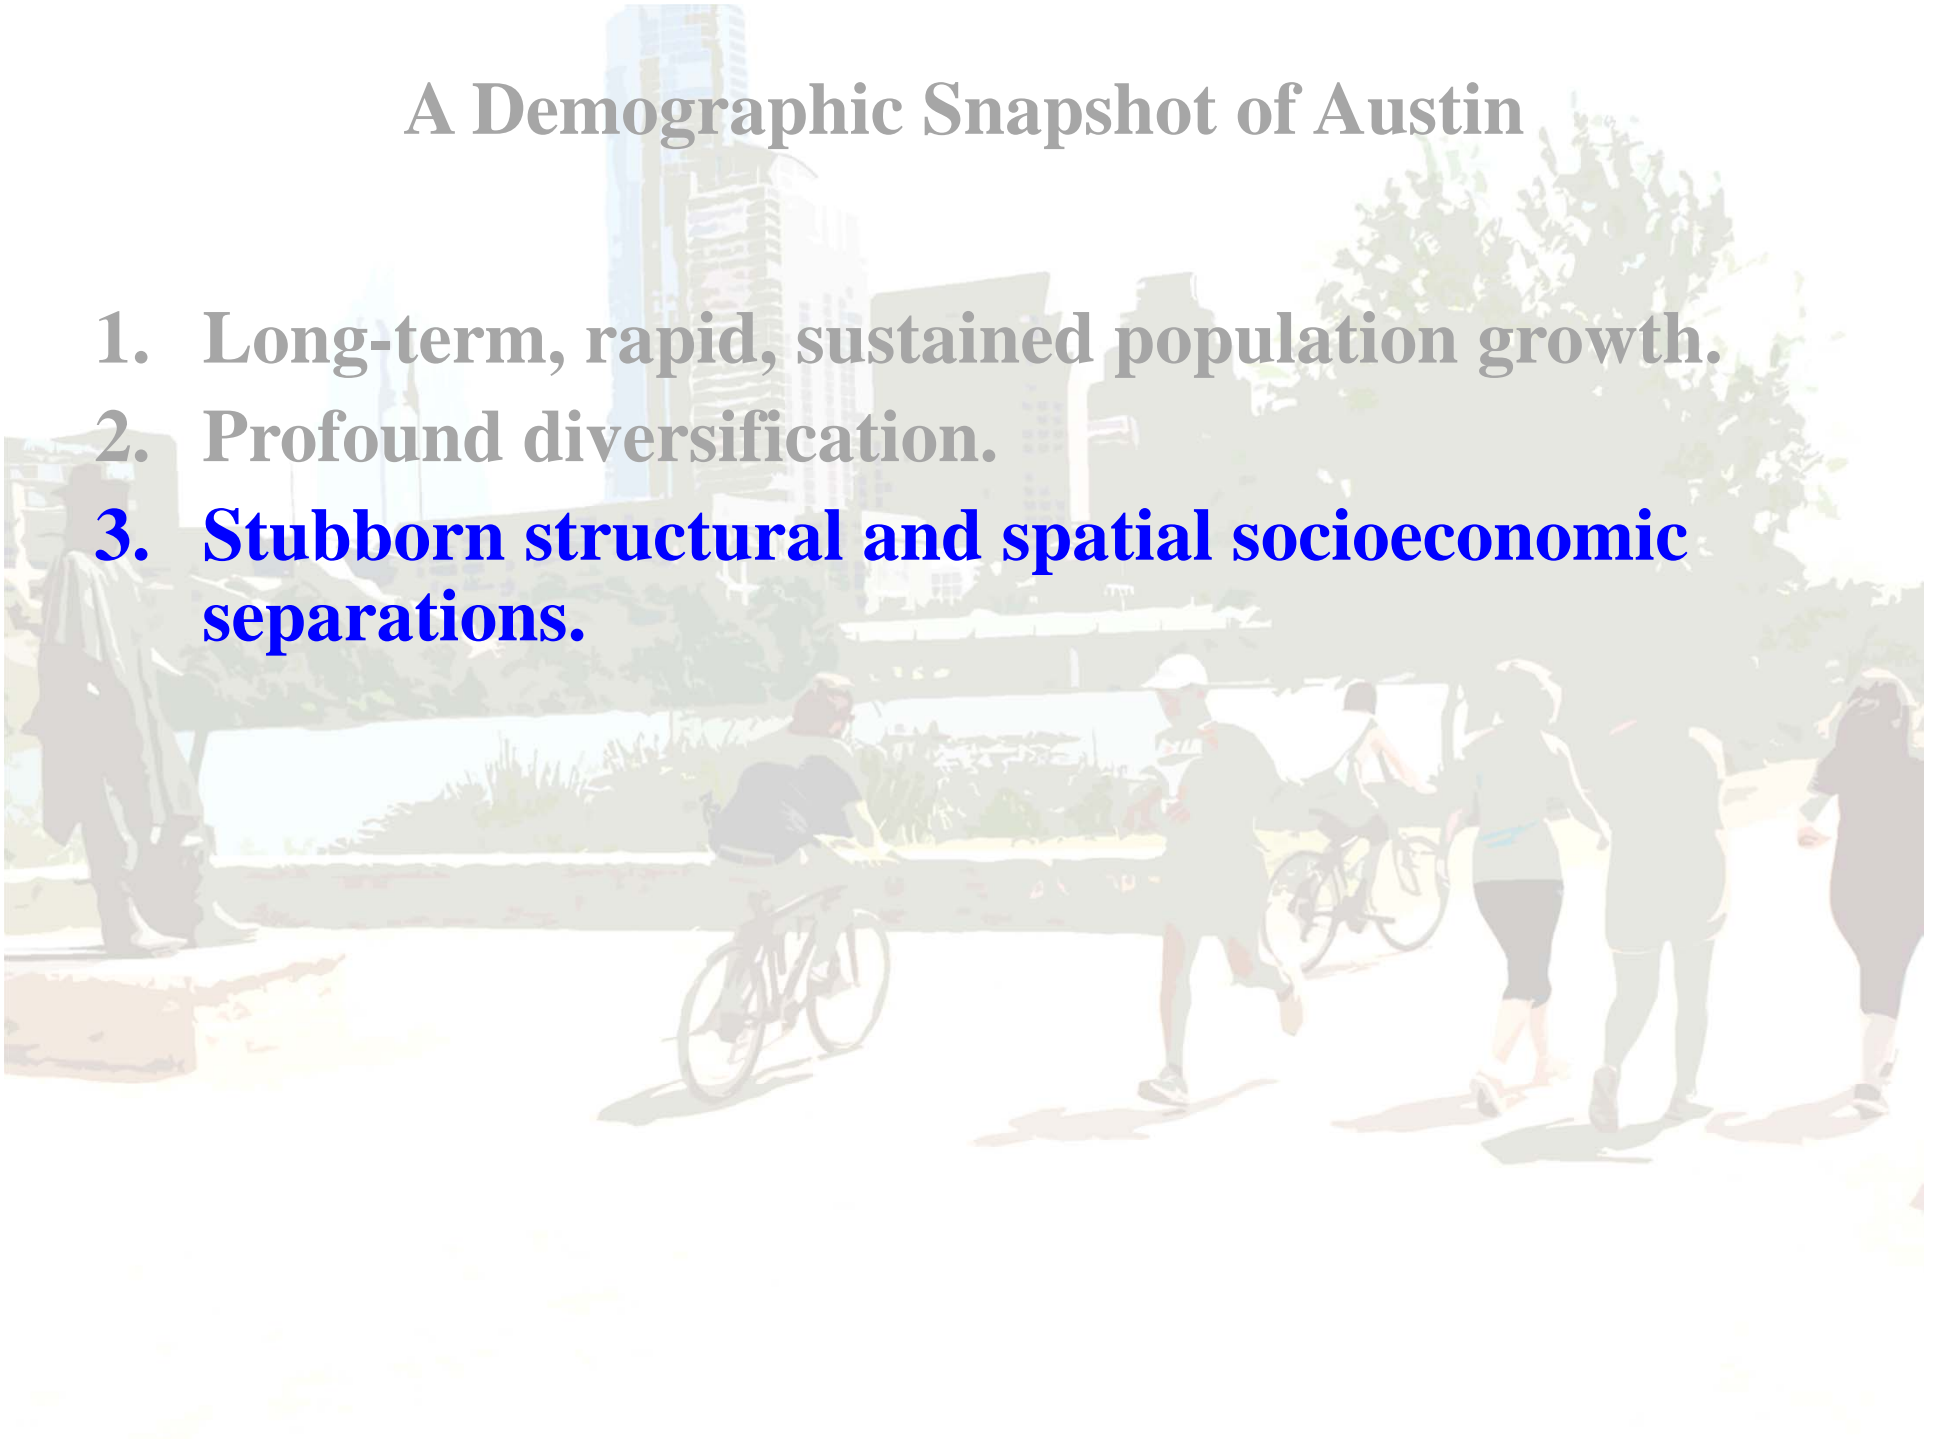 A Demographic Snapshot of Austin
1. Long-term, rapid, sustained population growth.
2. Profound diversification.
3. Stubborn structural and spatial socioeconomic
separations.